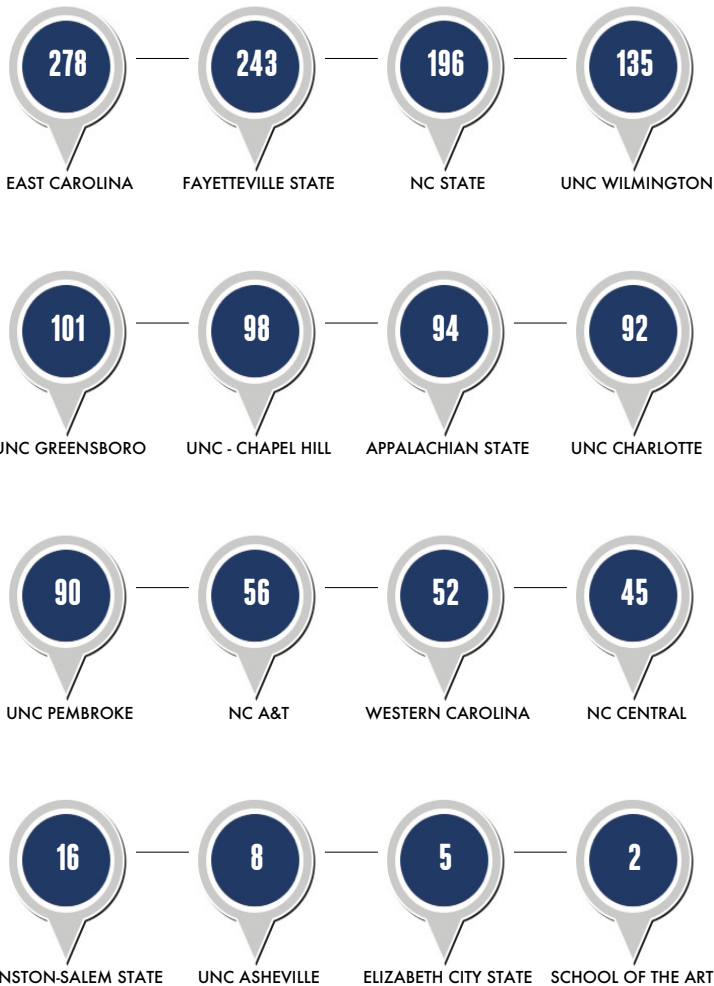 278 243 196 135
EAST CAROLINA FAYETTEVILLE STATE NC STATE UNC WILMINGTON
101 98 94 92
UNC GREENSBORO UNC - CHAPEL HILL APPALACHIAN STATE UNC CHARLOTTE
90 56 52 45
UNC PEMBROKE NC A&T WESTERN CAROLINA NC CENTRAL
16 8 5 2
NSTON-SALEM STATE UNC ASHEVILLE ELIZABETH CITY STATE SCHOOL OF THE ART